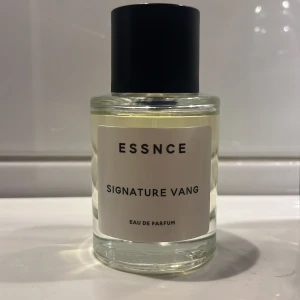 ESSNCE
SIGNATURE VANG
EAU DE PARFUM